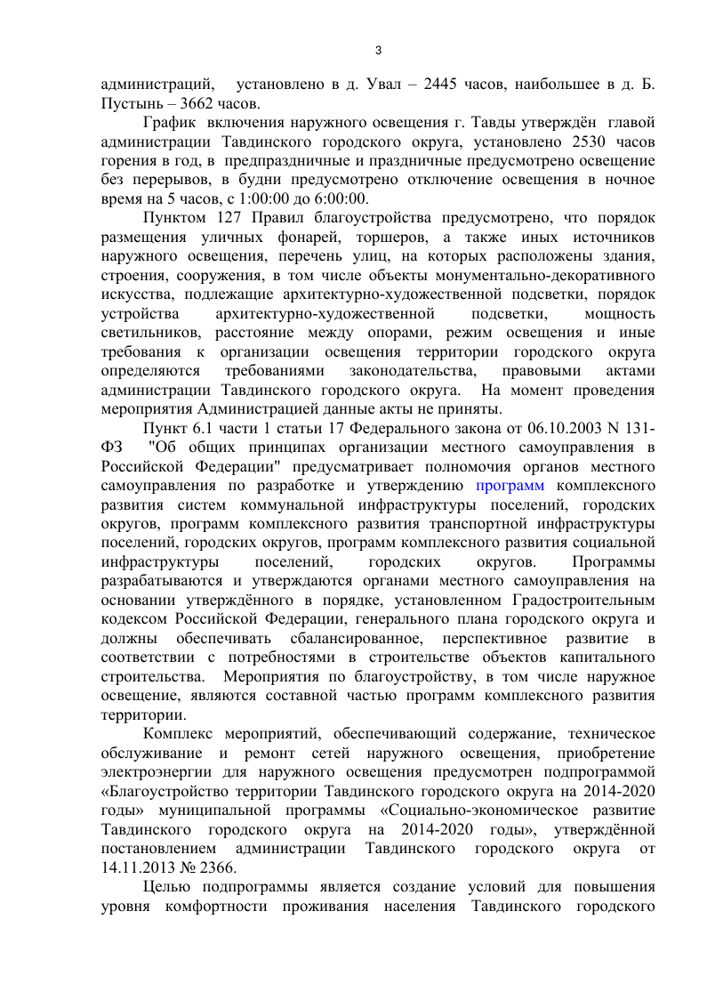 3
администраций, установлено в д. Увал – 2445 часов, наибольшее в д. Б.
Пустынь – 3662 часов.
График включения наружного освещения г. Тавды утверждён главой
администрации Тавдинского городского округа, установлено 2530 часов
горения в год, в предпраздничные и праздничные предусмотрено освещение
без перерывов, в будни предусмотрено отключение освещения в ночное
время на 5 часов, с 1:00:00 до 6:00:00.
Пунктом 127 Правил благоустройства предусмотрено, что порядок
размещения уличных фонарей, торшеров, а также иных источников
наружного освещения, перечень улиц, на которых расположены здания,
строения, сооружения, в том числе объекты монументально-декоративного
искусства, подлежащие архитектурно-художественной подсветки, порядок
устройства архитектурно-художественной подсветки, мощность
светильников, расстояние между опорами, режим освещения и иные
требования к организации освещения территории городского округа
определяются требованиями законодательства, правовыми актами
администрации Тавдинского городского округа. На момент проведения
мероприятия Администрацией данные акты не приняты.
Пункт 6.1 части 1 статьи 17 Федерального закона от 06.10.2003 N 131-
ФЗ "Об общих принципах организации местного самоуправления в
Российской Федерации" предусматривает полномочия органов местного
самоуправления по разработке и утверждению программ комплексного
развития систем коммунальной инфраструктуры поселений, городских
округов, программ комплексного развития транспортной инфраструктуры
поселений, городских округов, программ комплексного развития социальной
инфраструктуры поселений, городских округов. Программы
разрабатываются и утверждаются органами местного самоуправления на
основании утверждённого в порядке, установленном Градостроительным
кодексом Российской Федерации, генерального плана городского округа и
должны обеспечивать сбалансированное, перспективное развитие в
соответствии с потребностями в строительстве объектов капитального
строительства. Мероприятия по благоустройству, в том числе наружное
освещение, являются составной частью программ комплексного развития
территории.
Комплекс мероприятий, обеспечивающий содержание, техническое
обслуживание и ремонт сетей наружного освещения, приобретение
электроэнергии для наружного освещения предусмотрен подпрограммой
«Благоустройство территории Тавдинского городского округа на 2014-2020
годы» муниципальной программы «Социально-экономическое развитие
Тавдинского городского округа на 2014-2020 годы», утверждённой
постановлением администрации Тавдинского городского округа от
14.11.2013 № 2366.
Целью подпрограммы является создание условий для повышения
уровня комфортности проживания населения Тавдинского городского